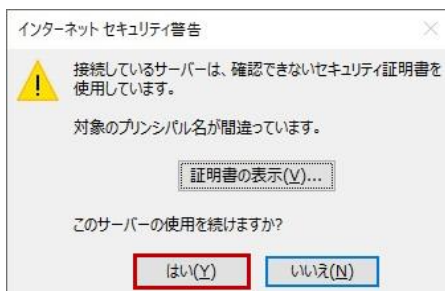 インターネット セキュリティ警告
接続しているサーバーは、確認できないセキュリティ証明書を
使用しています。
対象のプリンシパル名が間違っています。
証明書の表示(V)...
このサーバーの使用を続けますか?
はい(Y) いいえ(N)